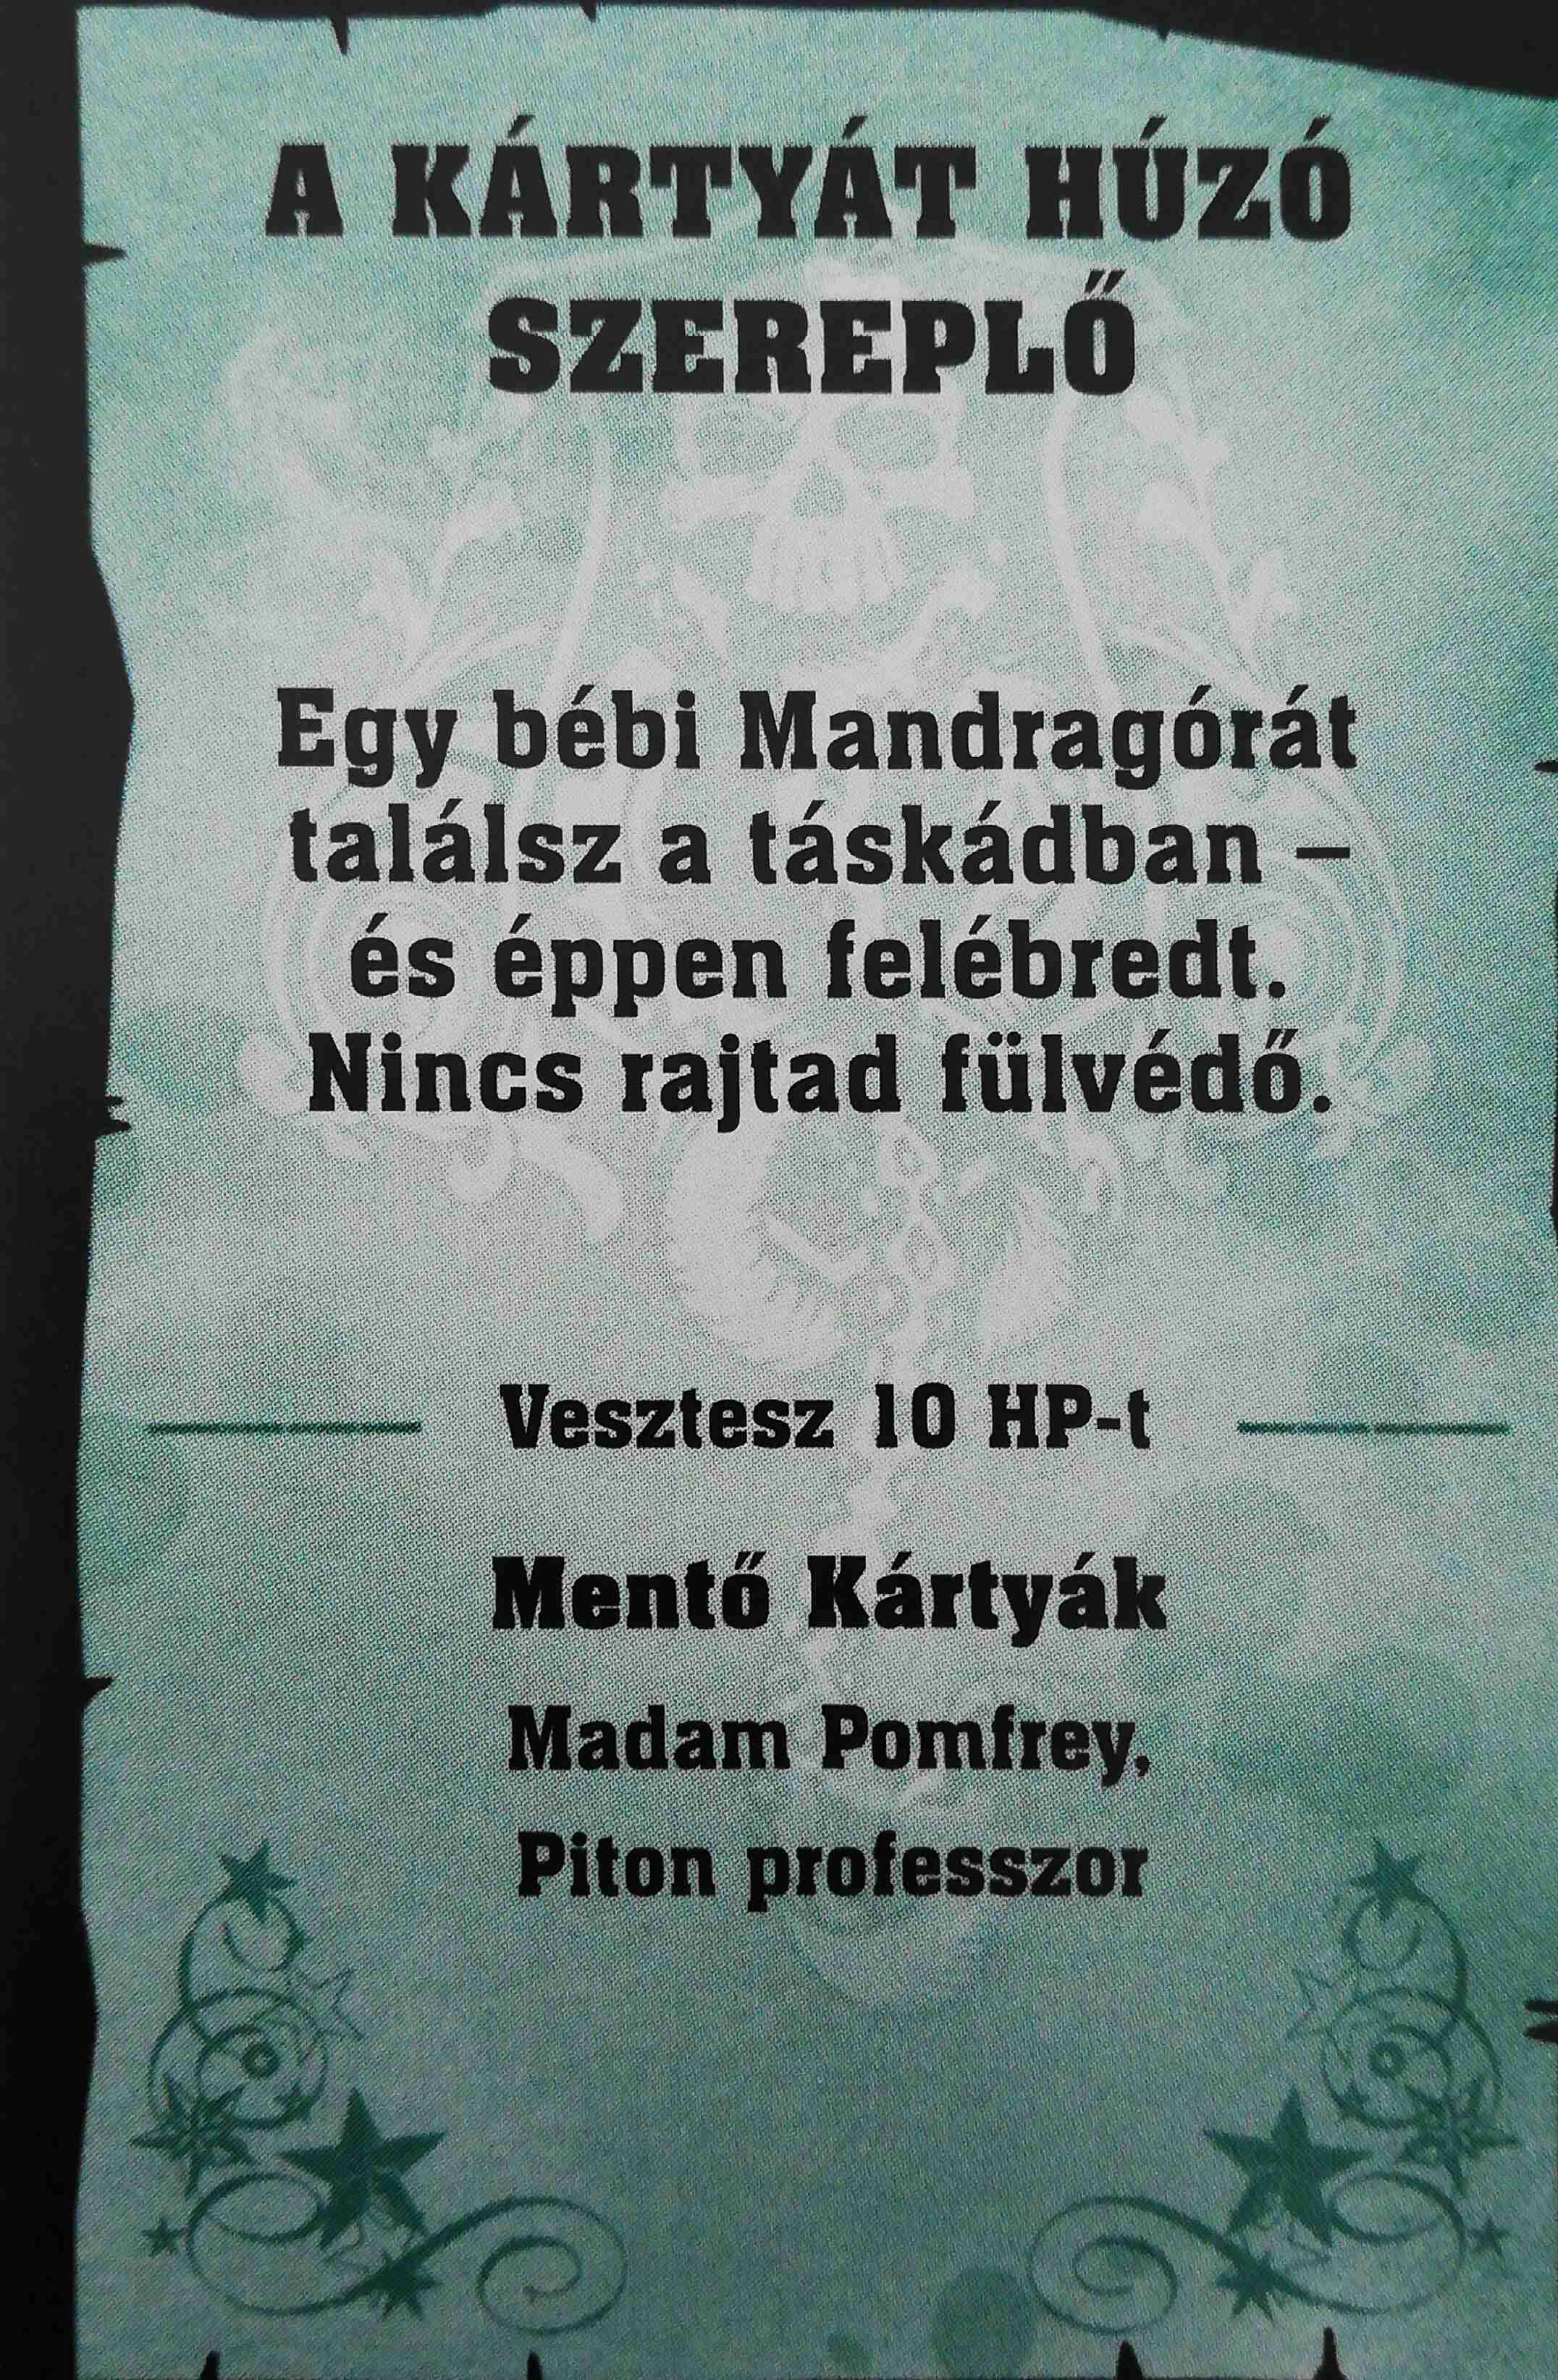 A KÁRTYÁT HÚZÓ
SZEREPLŐ
Egy bébi Mandragórát
találsz a táskádban –
és éppen felébredt.
Nincs rajtad fülvédő.
Vesztesz 10 HP-t
Mentő Kártyák
Madam Pomfrey,
Piton professzor